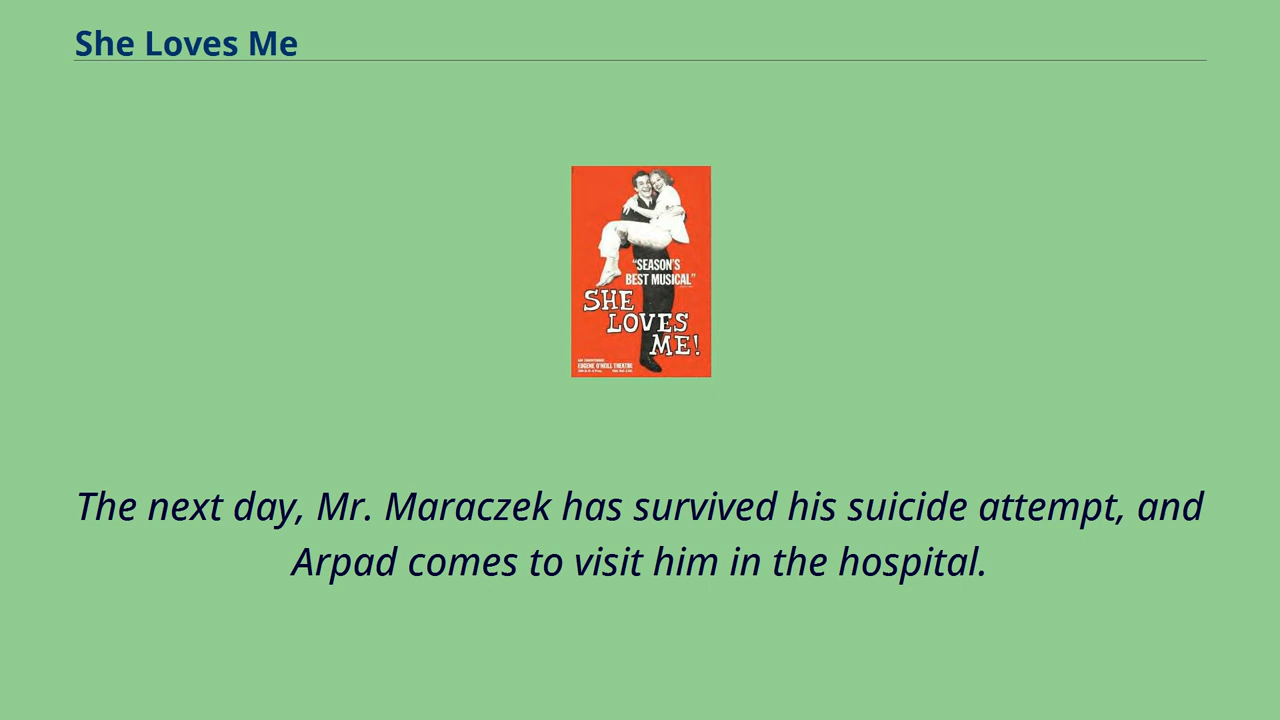 She Loves Me
"SEASON'S
BEST MUSICAL"
SHE
LOVES
ME!
EUGENE O'NEILL THEATRE
The next day, Mr. Maraczek has survived his suicide attempt, and
Arpad comes to visit him in the hospital.